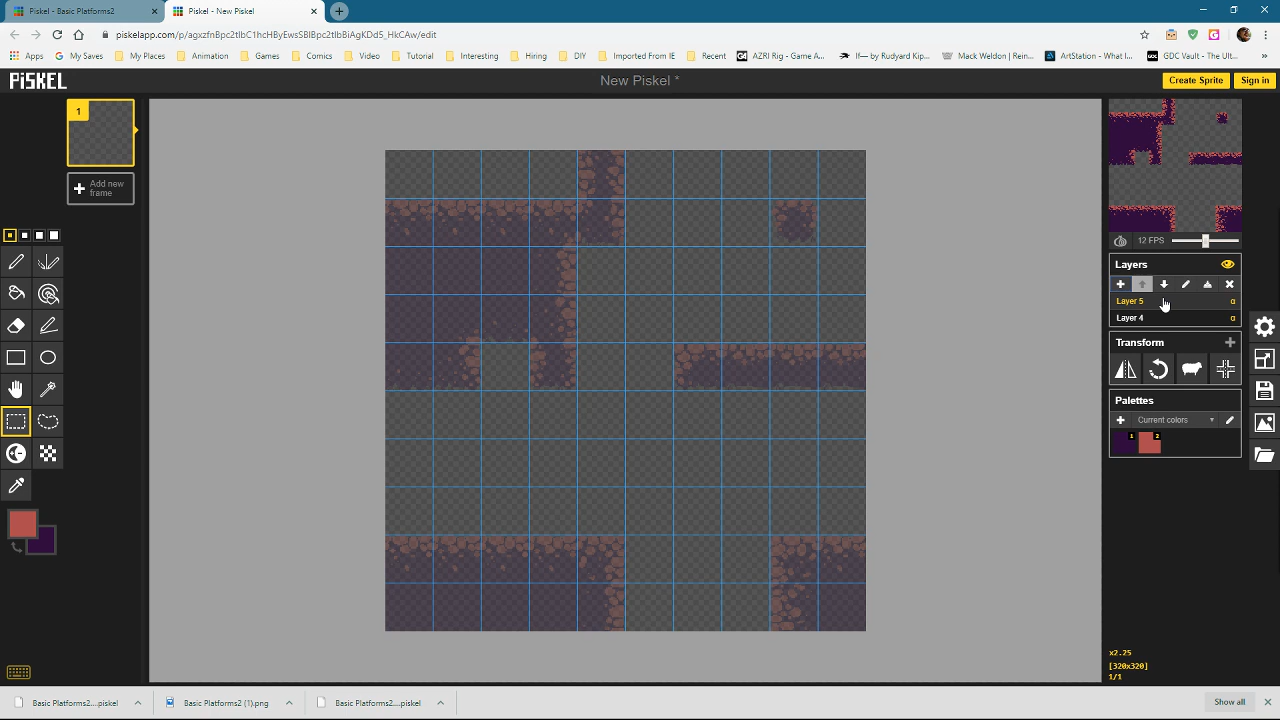 Piskel - Basic Platforms2
Piskel - New Piskel
piskelapp.com/p/agxzfnBpc2tlbC1hcHByEwsSBlBpc2tlbBiAgKDd5_HkCAw/edit
Apps
My Saves
My Places
Animation
Games
Comics
Video
Tutorial
Interesting
Hiring
DIY
Imported From IE
Recent
AZRI Rig - Game A...
If— by Rudyard Kip...
Mack Weldon | Rein...
ArtStation - What I...
GDC Vault - The Ult...
PISKEL
New Piskel *
Create Sprite
Sign in
1
Add new
frame
12 FPS
Layers
Layer 5 α
Layer 4 α
Transform
Palettes
Current colors
1 2
x2.25
[320x320]
1/1
Basic Platforms2....piskel
Basic Platforms2 (1).png
Basic Platforms2....piskel
Show all